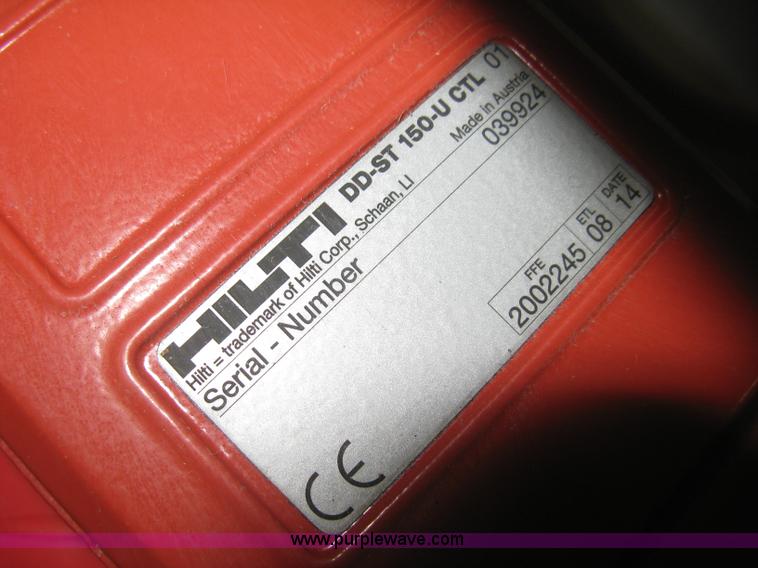 HILTI DD-ST 150-U CTL 01
Hilti = trademark of Hilti Corp., Schaan, LI Made in Austria
Serial - Number 039924
FFE ETL DATE
2002245 08 14
CE
www.purplewave.com